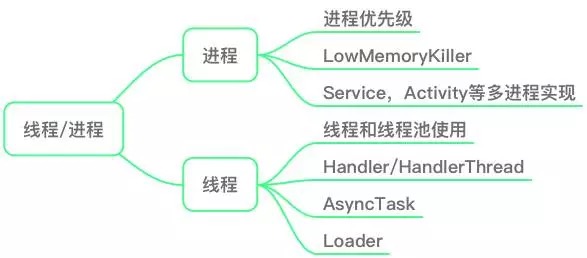 线程/进程
进程
进程优先级
LowMemoryKiller
Service，Activity等多进程实现
线程
线程和线程池使用
Handler/HandlerThread
AsyncTask
Loader